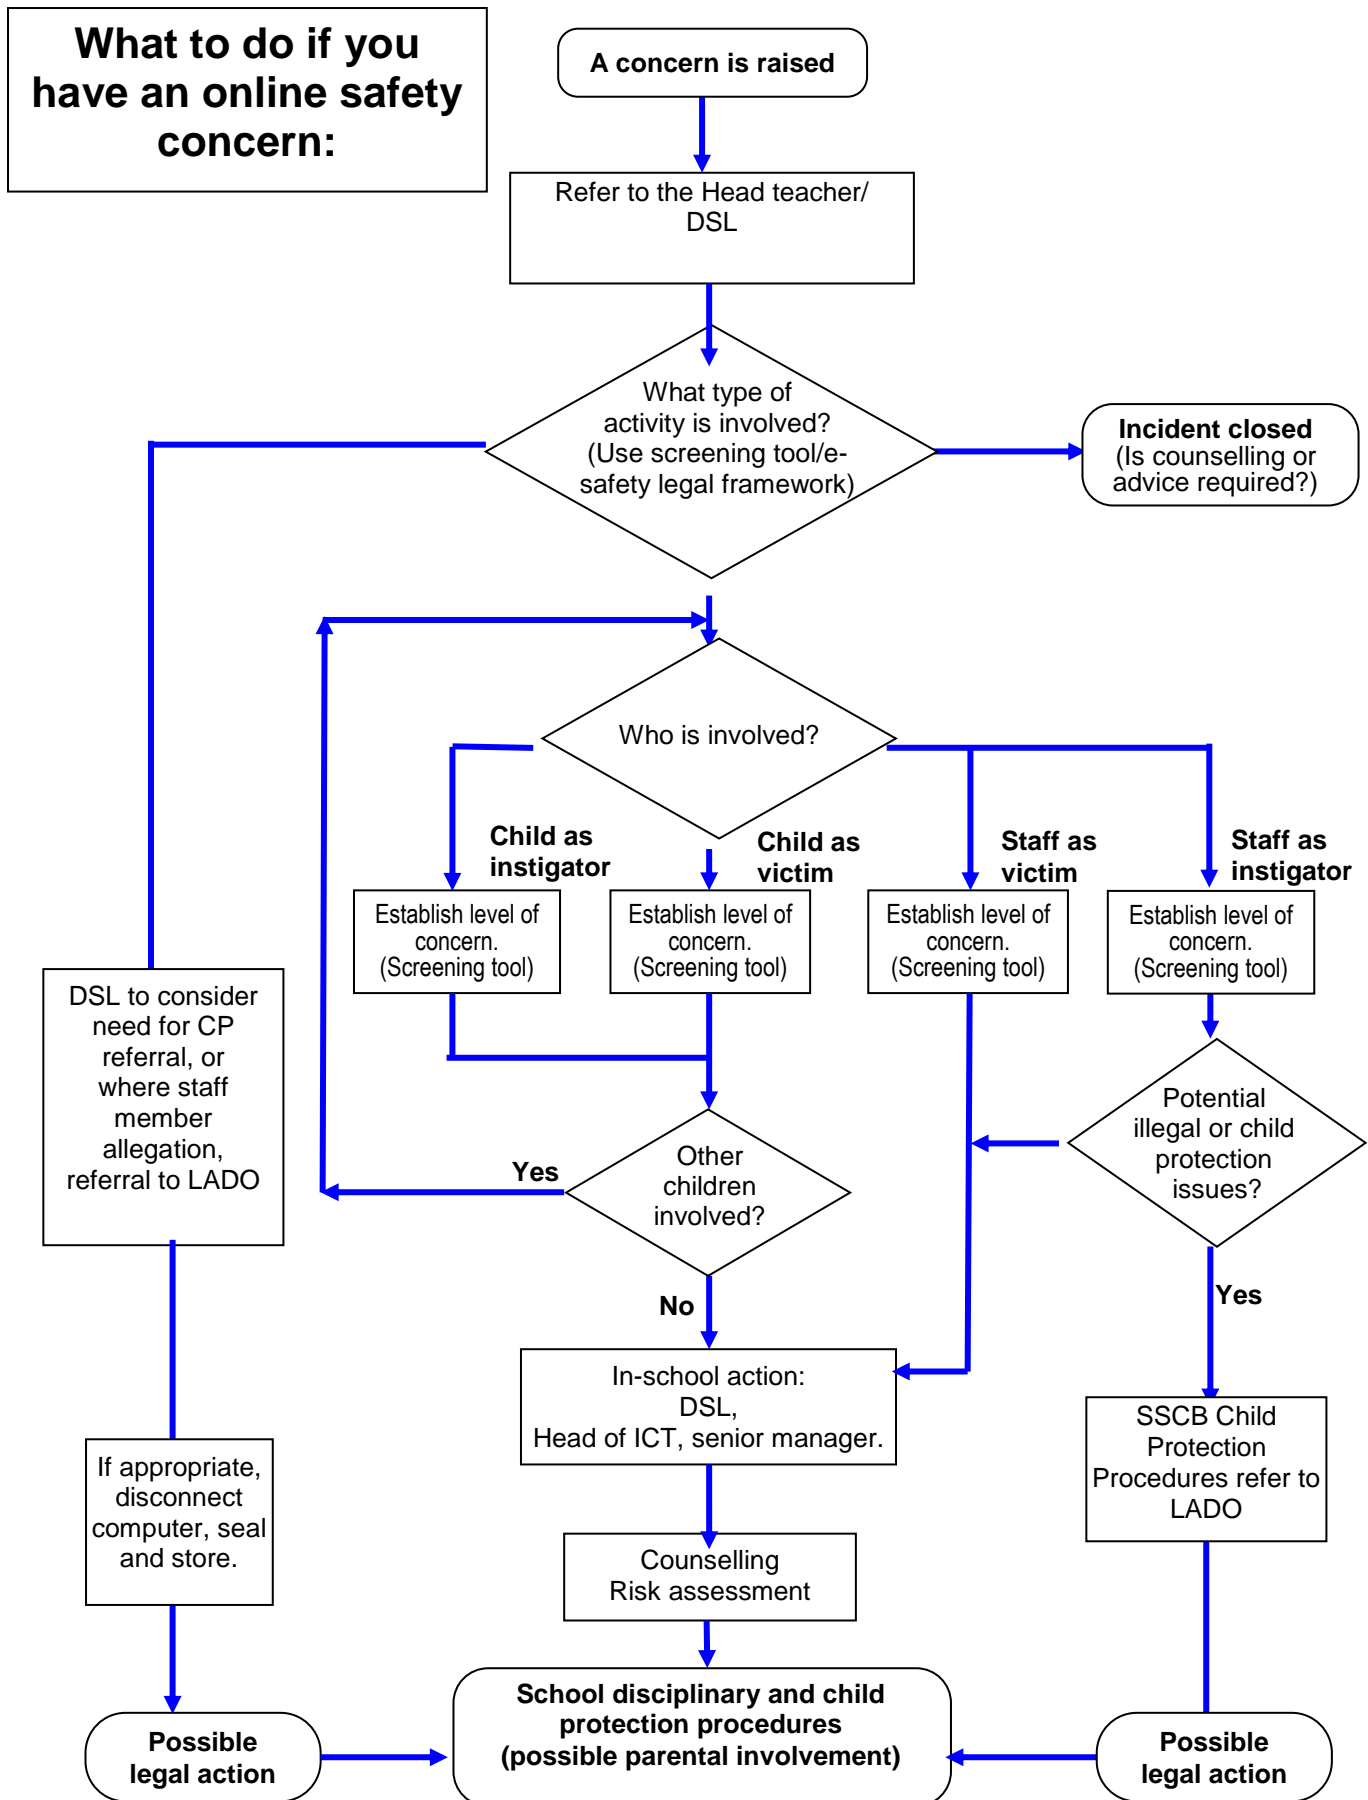 What to do if you
have an online safety
concern:
A concern is raised
Refer to the Head teacher/
DSL
What type of
activity is involved?
(Use screening tool/e-
safety legal framework)
Incident closed
(Is counselling or
advice required?)
Who is involved?
Child as
instigator
Child as
victim
Staff as
victim
Staff as
instigator
Establish level of
concern.
(Screening tool)
Establish level of
concern.
(Screening tool)
Establish level of
concern.
(Screening tool)
Establish level of
concern.
(Screening tool)
DSL to consider
need for CP
referral, or
where staff
member
allegation,
referral to LADO
Yes
Other
children
involved?
Potential
illegal or child
protection
issues?
No
Yes
In-school action:
DSL,
Head of ICT, senior manager.
SSCB Child
Protection
Procedures refer to
LADO
If appropriate,
disconnect
computer, seal
and store.
Counselling
Risk assessment
Possible
legal action
School disciplinary and child
protection procedures
(possible parental involvement)
Possible
legal action